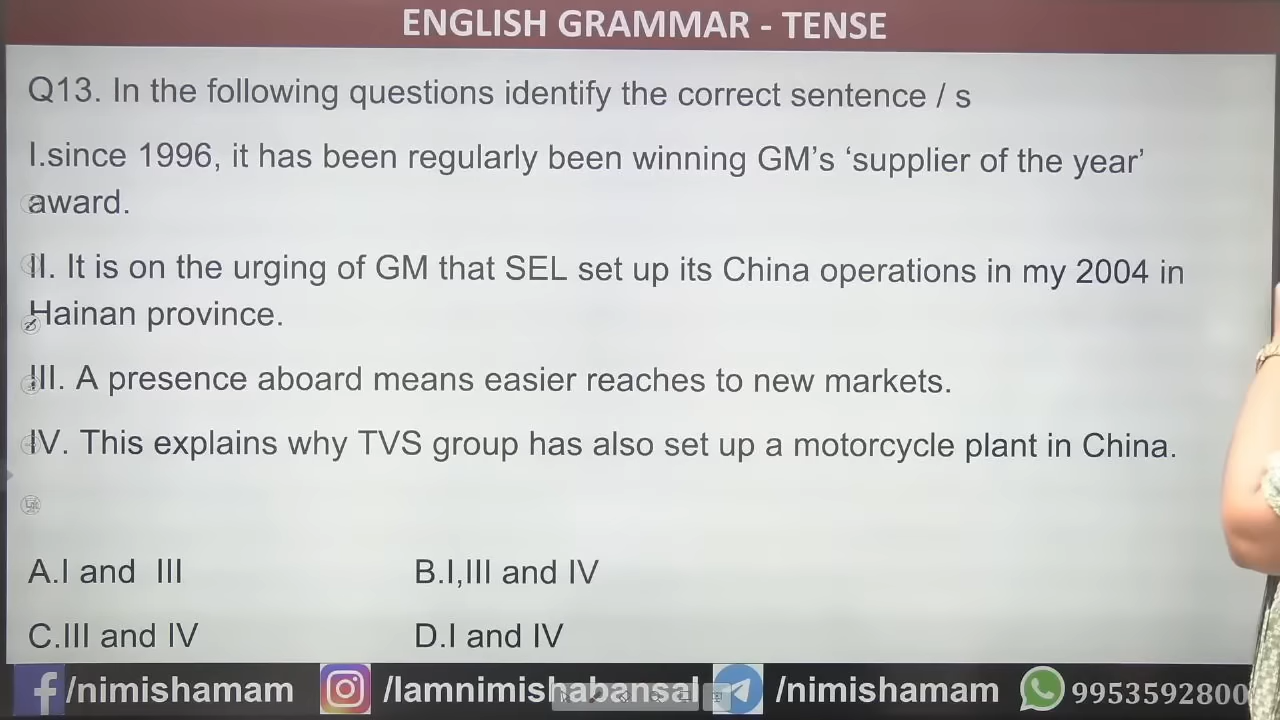 ENGLISH GRAMMAR - TENSE
Q13. In the following questions identify the correct sentence / s
I.since 1996, it has been regularly been winning GM's 'supplier of the year'
award.
II. It is on the urging of GM that SEL set up its China operations in my 2004 in
Hainan province.
III. A presence aboard means easier reaches to new markets.
IV. This explains why TVS group has also set up a motorcycle plant in China.
A.I and III B.I,III and IV
C.III and IV D.I and IV
/nimishamam /Iamnimishabansal /nimishamam 9953592800